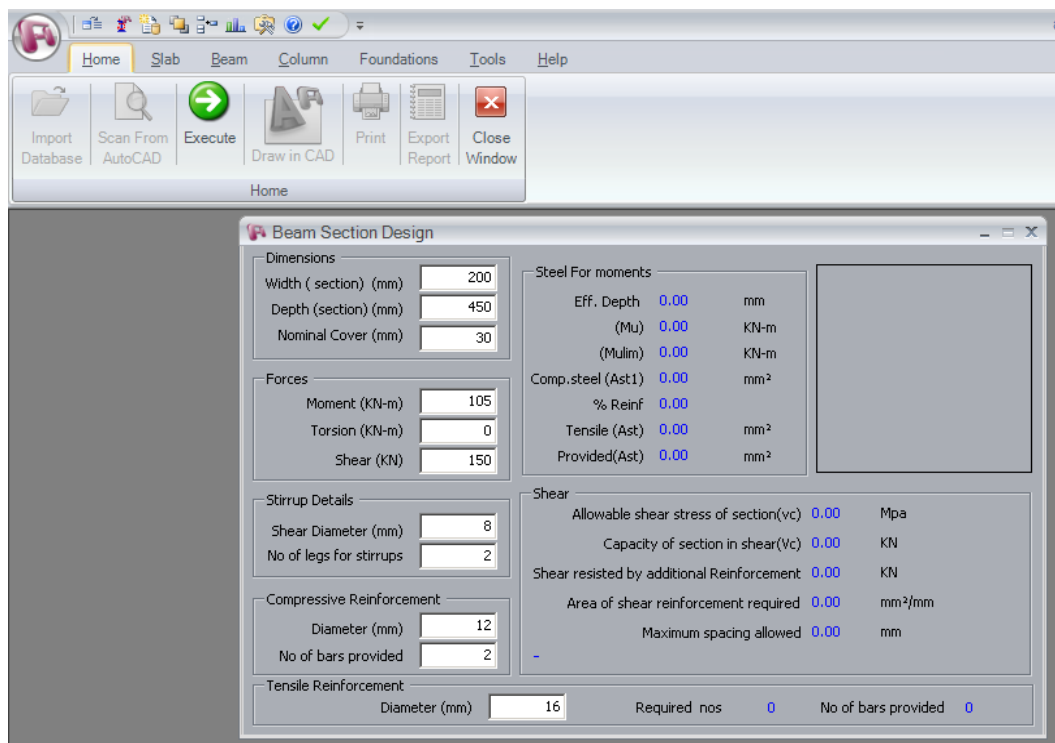 Home Slab Beam Column Foundations Tools Help
Import Database
Scan From AutoCAD
Execute
Draw in CAD
Print
Export Report
Close Window
Home
Beam Section Design
Dimensions
Width ( section) (mm) 200
Depth (section) (mm) 450
Nominal Cover (mm) 30
Forces
Moment (KN-m) 105
Torsion (KN-m) 0
Shear (KN) 150
Stirrup Details
Shear Diameter (mm) 8
No of legs for stirrups 2
Compressive Reinforcement
Diameter (mm) 12
No of bars provided 2
Steel For moments
Eff. Depth 0.00 mm
(Mu) 0.00 KN-m
(Mulim) 0.00 KN-m
Comp.steel (Ast1) 0.00 mm²
% Reinf 0.00
Tensile (Ast) 0.00 mm²
Provided(Ast) 0.00 mm²
Shear
Allowable shear stress of section(vc) 0.00 Mpa
Capacity of section in shear(Vc) 0.00 KN
Shear resisted by additional Reinforcement 0.00 KN
Area of shear reinforcement required 0.00 mm²/mm
Maximum spacing allowed 0.00 mm
-
Tensile Reinforcement
Diameter (mm) 16 Required nos 0 No of bars provided 0